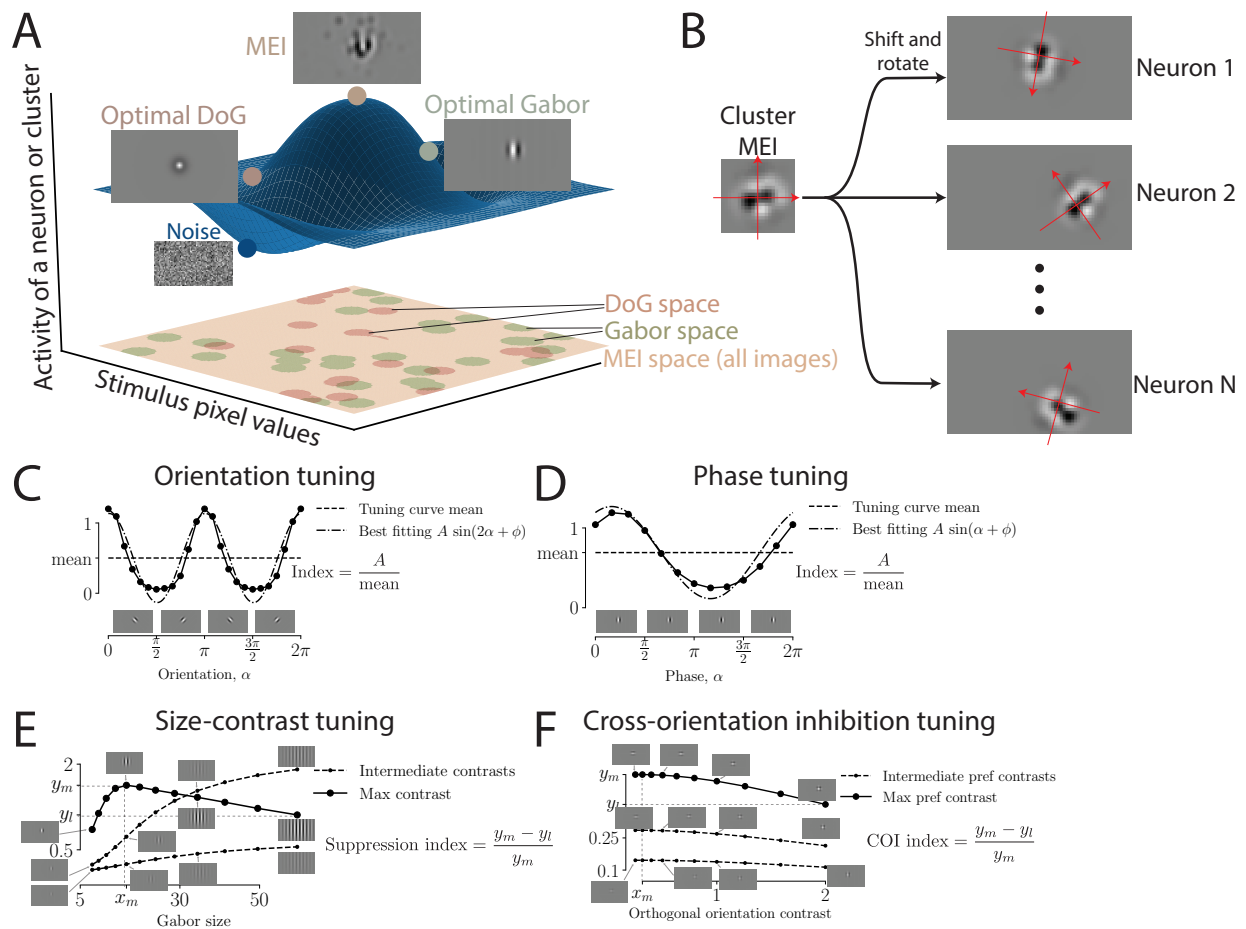 A
MEI
Optimal DoG
Optimal Gabor
Noise
Activity of a neuron or cluster
Stimulus pixel values
DoG space
Gabor space
MEI space (all images)
B
Shift and
rotate
Cluster
MEI
Neuron 1
Neuron 2
Neuron N
C
Orientation tuning
Tuning curve mean
Best fitting A sin(2α + ϕ)
Index = A / mean
1
mean
0
0 π/2 π 3π/2 2π
Orientation, α
D
Phase tuning
Tuning curve mean
Best fitting A sin(α + ϕ)
Index = A / mean
1
mean
0
0 π/2 π 3π/2 2π
Phase, α
E
Size-contrast tuning
2
y_m
y_l
0.5
Intermediate contrasts
Max contrast
Suppression index = (y_m − y_l) / y_m
5 x_m 30 50
Gabor size
F
Cross-orientation inhibition tuning
y_m
y_l
0.25
0.1
Intermediate pref contrasts
Max pref contrast
COI index = (y_m − y_l) / y_m
x_m 1 2
Orthogonal orientation contrast